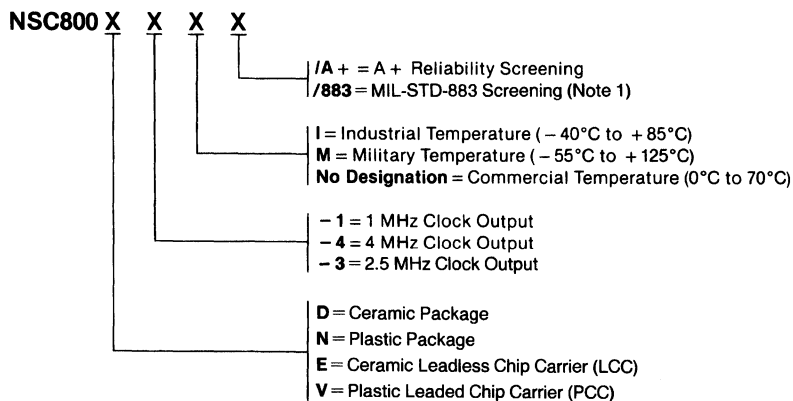 NSC800 X X X X
/A + = A + Reliability Screening
/883 = MIL-STD-883 Screening (Note 1)
I = Industrial Temperature ( − 40°C to + 85°C)
M = Military Temperature ( − 55°C to + 125°C)
No Designation = Commercial Temperature (0°C to 70°C)
− 1 = 1 MHz Clock Output
− 4 = 4 MHz Clock Output
− 3 = 2.5 MHz Clock Output
D = Ceramic Package
N = Plastic Package
E = Ceramic Leadless Chip Carrier (LCC)
V = Plastic Leaded Chip Carrier (PCC)